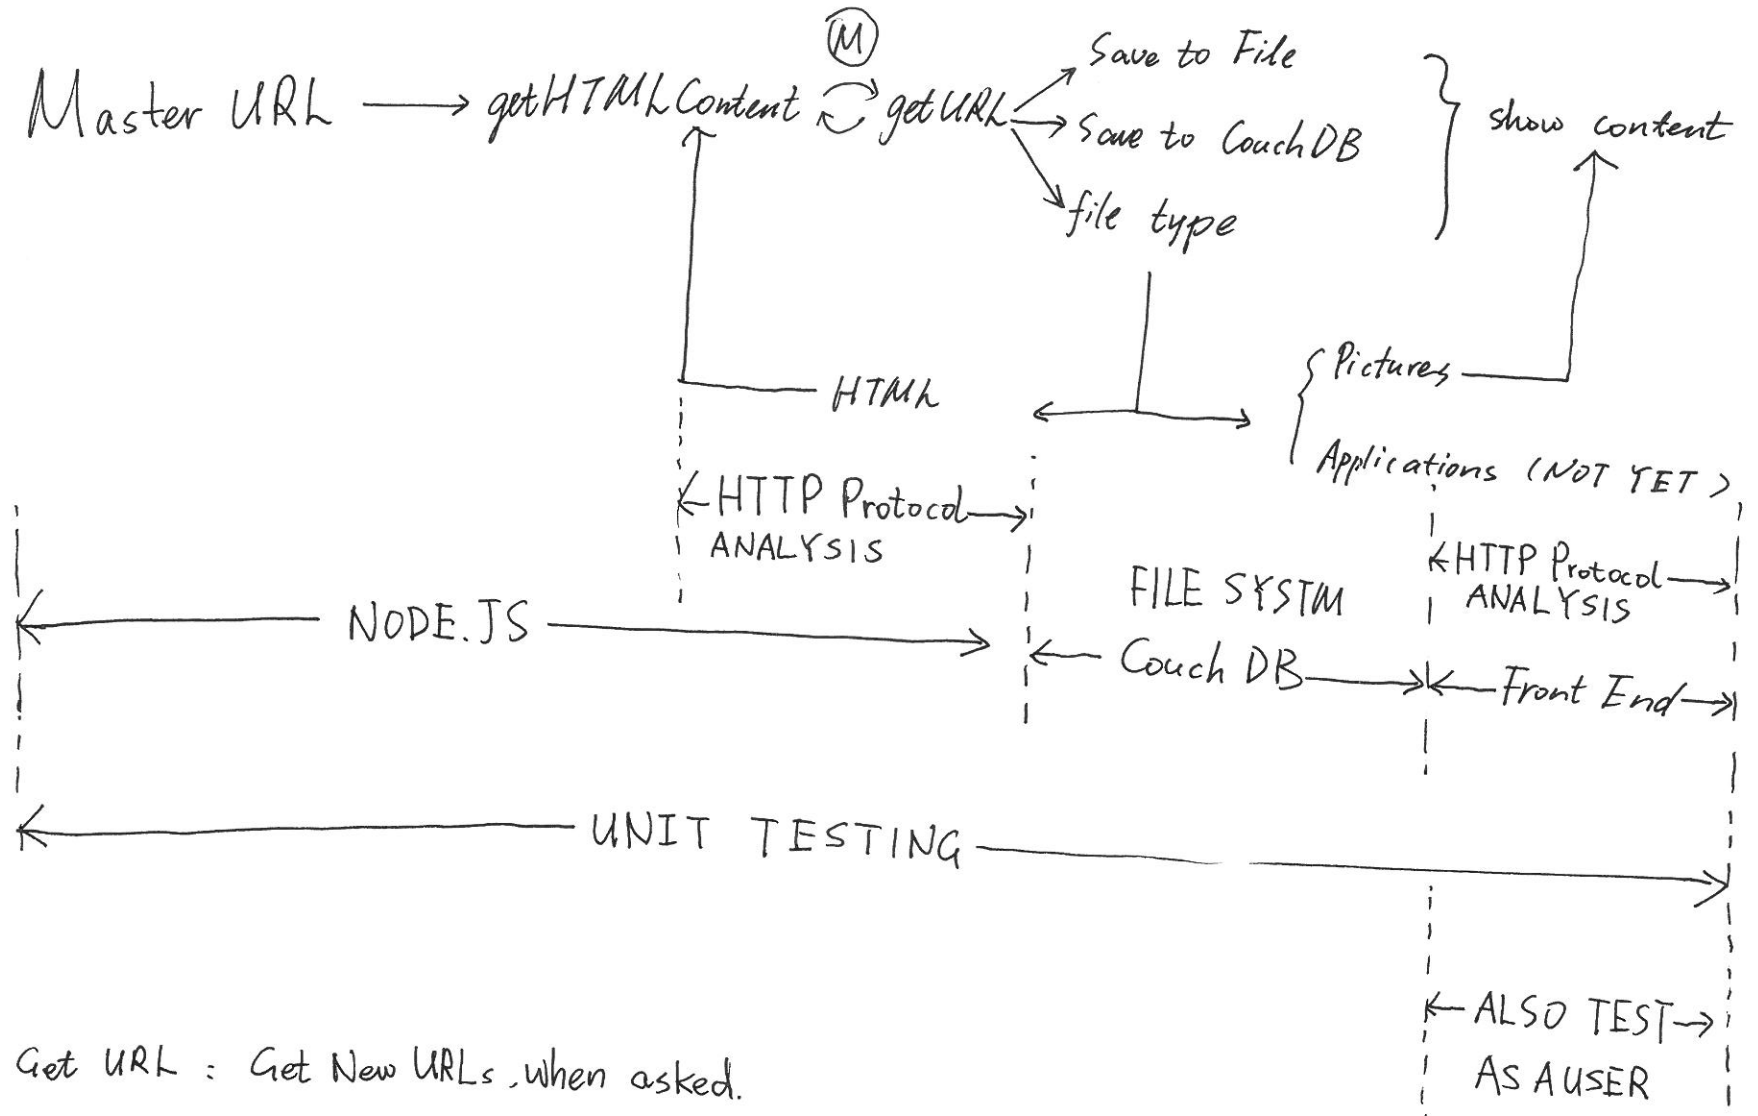 M
Master URL
getHTMLContent
getURL
Save to File
Save to CouchDB
file type
show content
HTML
Pictures
Applications (NOT YET)
HTTP Protocol
ANALYSIS
HTTP Protocol
ANALYSIS
NODE.JS
FILE SYSTM
Couch DB
Front End
UNIT TESTING
ALSO TEST
AS A USER
Get URL : Get New URLs, when asked.